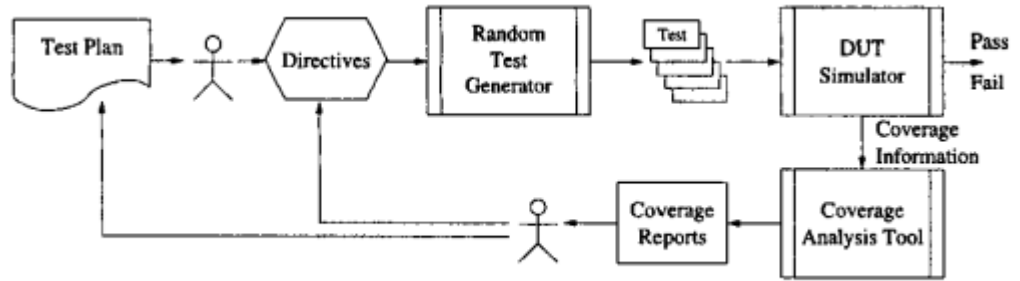 Test Plan
Directives
Random
Test
Generator
Test
DUT
Simulator
Pass
Fail
Coverage
Information
Coverage
Reports
Coverage
Analysis Tool